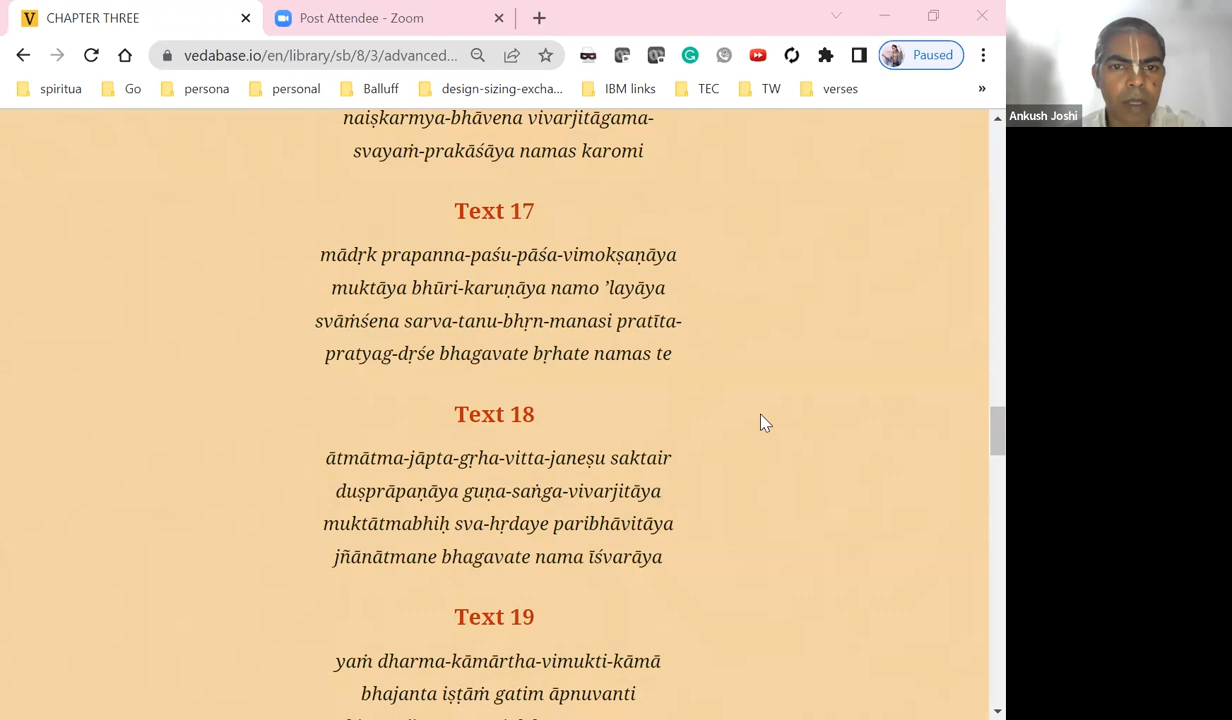 CHAPTER THREE
Post Attendee - Zoom
vedabase.io/en/library/sb/8/3/advanced...
Paused
spiritua Go persona personal Balluff design-sizing-excha... IBM links TEC TW verses »
naiṣkarmya-bhāvena vivarjitāgama-
svayaṁ-prakāśāya namas karomi
Text 17
mādṛk prapanna-paśu-pāśa-vimokṣaṇāya
muktāya bhūri-karuṇāya namo ’layāya
svāṁśena sarva-tanu-bhṛn-manasi pratīta-
pratyag-dṛśe bhagavate bṛhate namas te
Text 18
ātmātma-jāpta-gṛha-vitta-janeṣu saktair
duṣprāpaṇāya guṇa-saṅga-vivarjitāya
muktātmabhiḥ sva-hṛdaye paribhāvitāya
jñānātmane bhagavate nama īśvarāya
Text 19
yaṁ dharma-kāmārtha-vimukti-kāmā
bhajanta iṣṭāṁ gatim āpnuvanti
Ankush Joshi